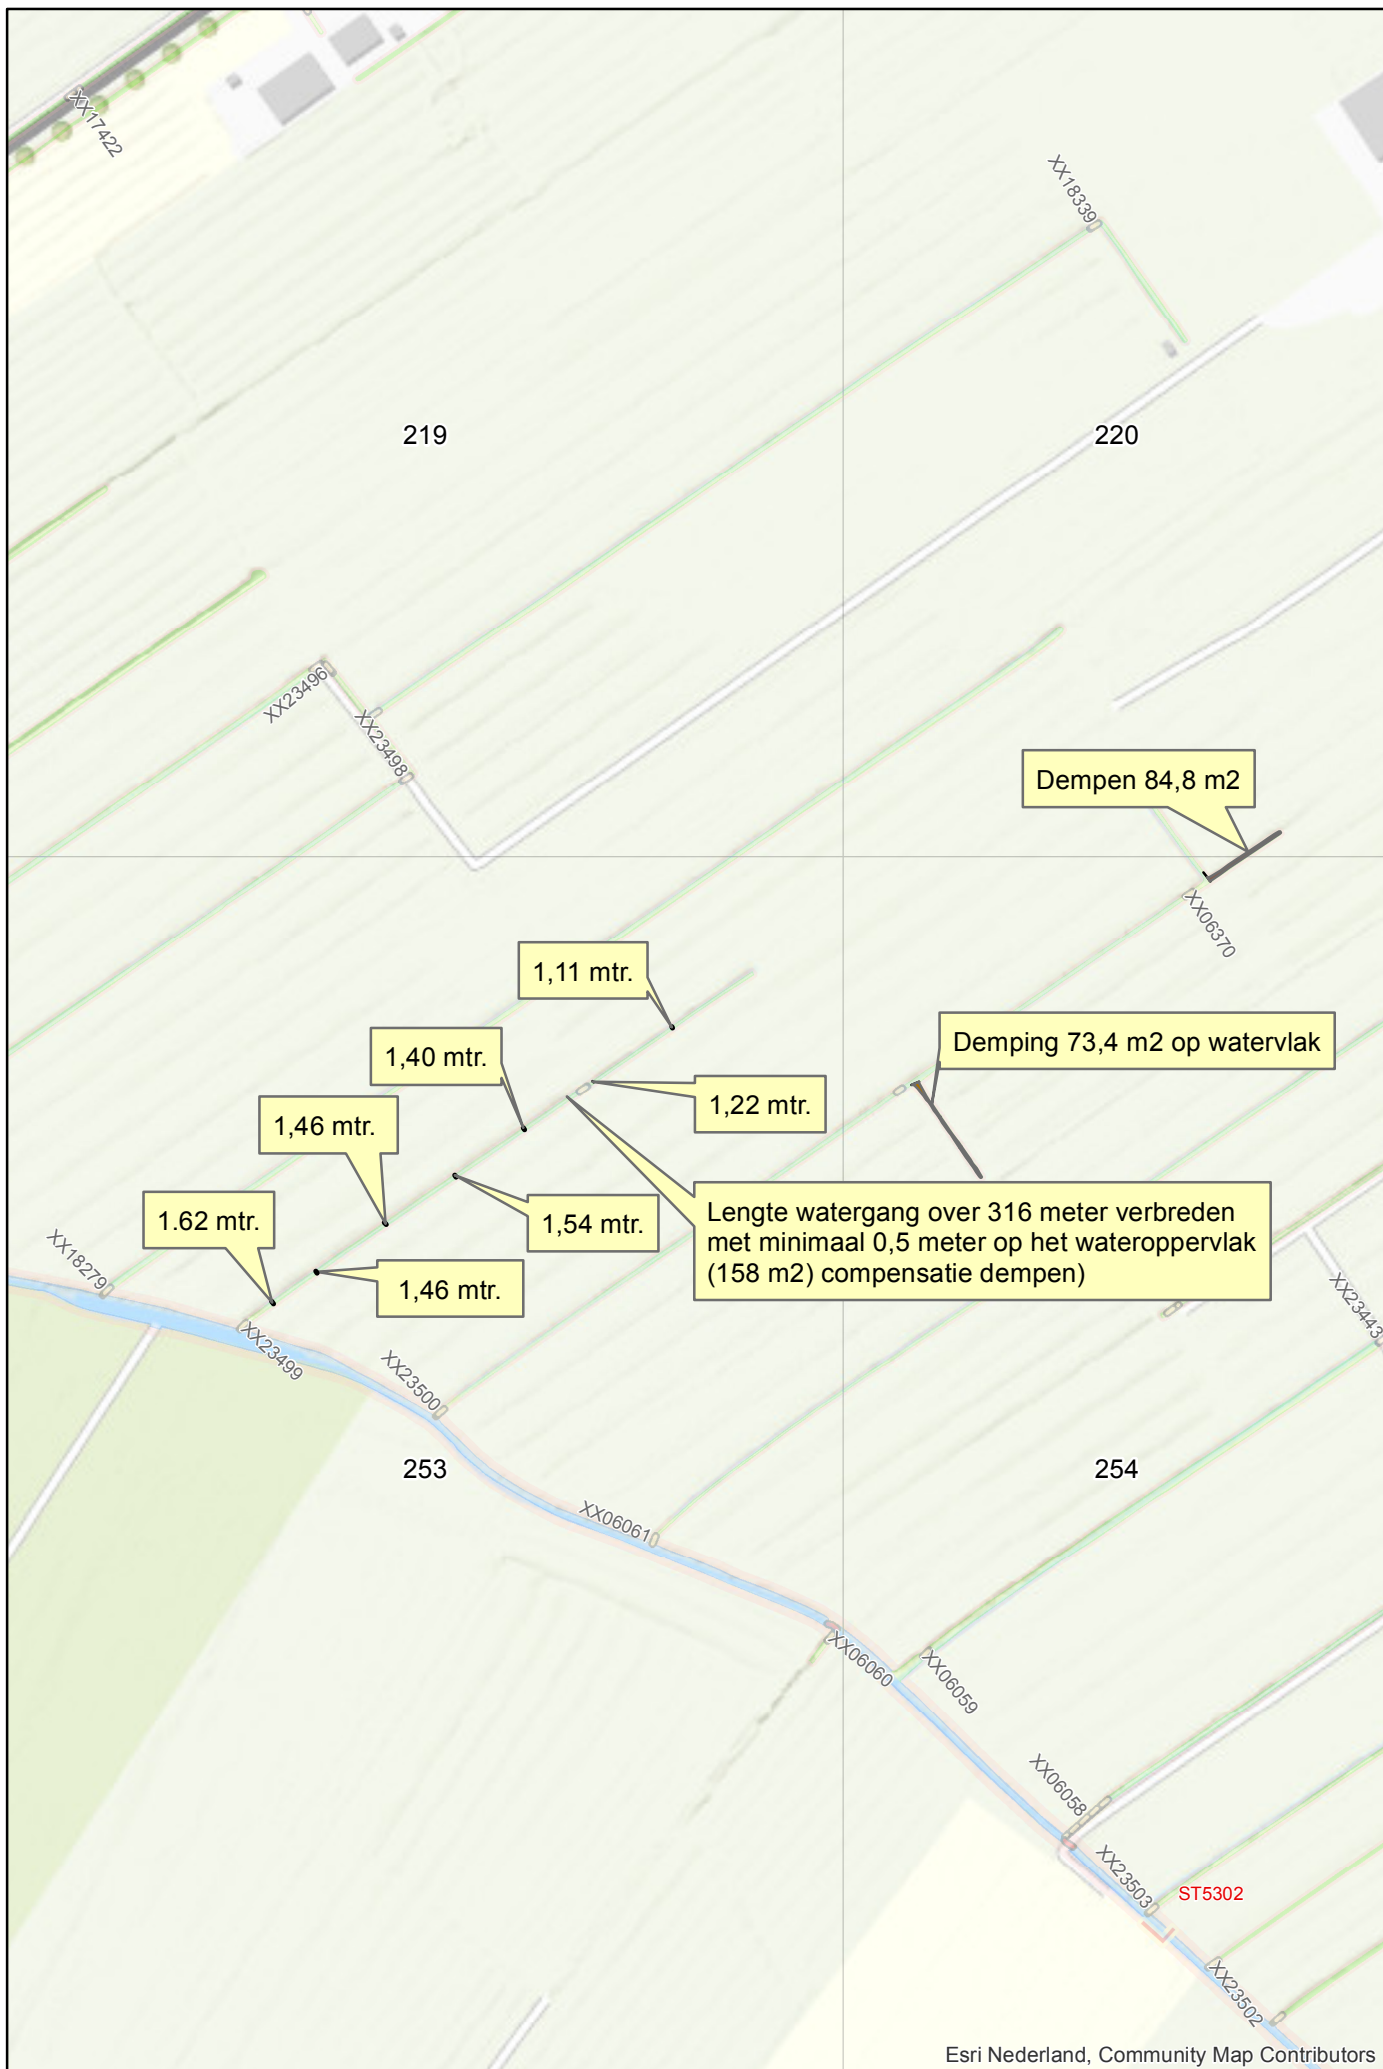 XX17422
XX18339
219
220
XX23496
XX23498
Dempen 84,8 m2
XX06370
1,11 mtr.
1,40 mtr.
Demping 73,4 m2 op watervlak
1,22 mtr.
1,46 mtr.
1.62 mtr.
1,54 mtr.
Lengte watergang over 316 meter verbreden
met minimaal 0,5 meter op het wateroppervlak
(158 m2) compensatie dempen)
XX18279
1,46 mtr.
XX23443
XX23499
XX23500
253
254
XX06061
XX06060
XX06059
XX06058
XX23503
ST5302
XX23502
Esri Nederland, Community Map Contributors